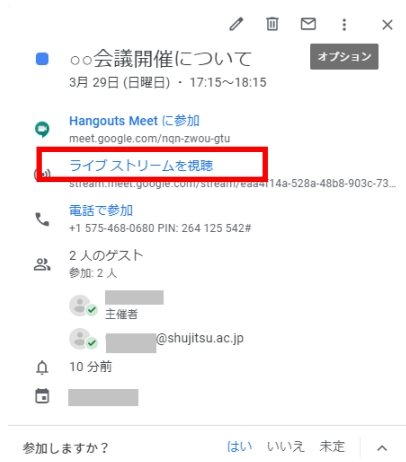 ○○会議開催について
オプション
3月 29日 (日曜日) ・ 17:15～18:15
Hangouts Meet に参加
meet.google.com/nqn-zwou-gtu
ライブ ストリームを視聴
stream.meet.google.com/stream/eaa4f14a-528a-48b8-903c-73...
電話で参加
+1 575-468-0680 PIN: 264 125 542#
2 人のゲスト
参加: 2 人
主催者
@shujitsu.ac.jp
10 分前
参加しますか？ はい いいえ 未定